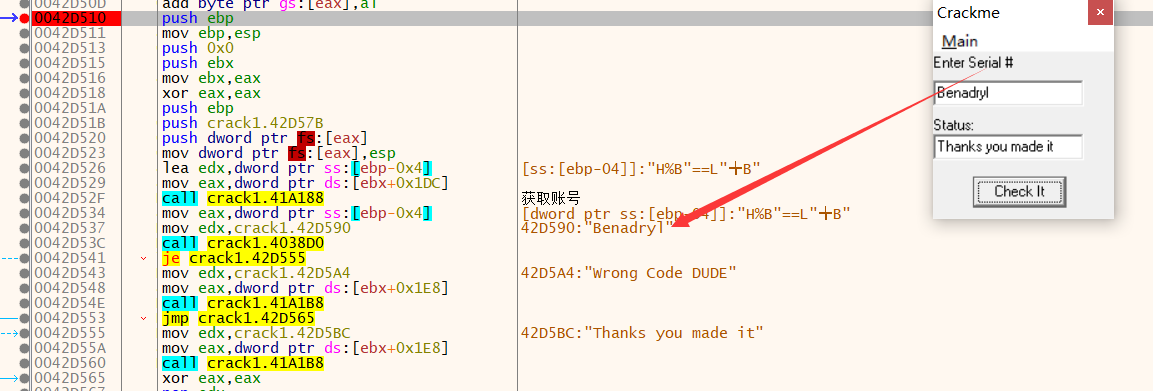 0042D50D add byte ptr gs:[eax],al
0042D510 push ebp
0042D511 mov ebp,esp
0042D513 push 0x0
0042D515 push ebx
0042D516 mov ebx,eax
0042D518 xor eax,eax
0042D51A push ebp
0042D51B push crack1.42D57B
0042D520 push dword ptr fs:[eax]
0042D523 mov dword ptr fs:[eax],esp
0042D526 lea edx,dword ptr ss:[ebp-0x4] [ss:[ebp-04]]:"H%B"==L"╋B"
0042D529 mov eax,dword ptr ds:[ebx+0x1DC]
0042D52F call crack1.41A188 获取账号
0042D534 mov eax,dword ptr ss:[ebp-0x4] [dword ptr ss:[ebp-04]]:"H%B"==L"╋B"
0042D537 mov edx,crack1.42D590 42D590:"Benadryl"
0042D53C call crack1.4038D0
0042D541 je crack1.42D555
0042D543 mov edx,crack1.42D5A4 42D5A4:"Wrong Code DUDE"
0042D548 mov eax,dword ptr ds:[ebx+0x1E8]
0042D54E call crack1.41A1B8
0042D553 jmp crack1.42D565
0042D555 mov edx,crack1.42D5BC 42D5BC:"Thanks you made it"
0042D55A mov eax,dword ptr ds:[ebx+0x1E8]
0042D560 call crack1.41A1B8
0042D565 xor eax,eax
Crackme
Main
Enter Serial #
Benadryl
Status:
Thanks you made it
Check It